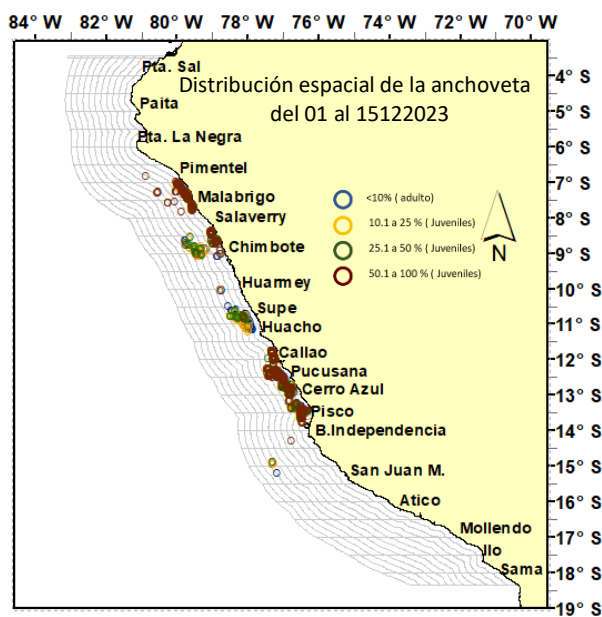 84° W 82° W 80° W 78° W 76° W 74° W 72° W 70° W
Pta. Sal
4° S
Distribución espacial de la anchoveta
del 01 al 15122023
Paita
5° S
Pta. La Negra
6° S
Pimentel
7° S
Malabrigo
<10% ( adulto)
Salaverry
8° S
10.1 a 25 % ( Juveniles)
Chimbote
25.1 a 50 % ( Juveniles)
9° S
N
50.1 a 100 % ( Juveniles)
Huarmey
10° S
Supe
Huacho
11° S
Callao
12° S
Pucusana
Cerro Azul
13° S
Pisco
B.Independencia
14° S
San Juan M.
15° S
Atico
16° S
Mollendo
17° S
Ilo
Sama
18° S
19° S